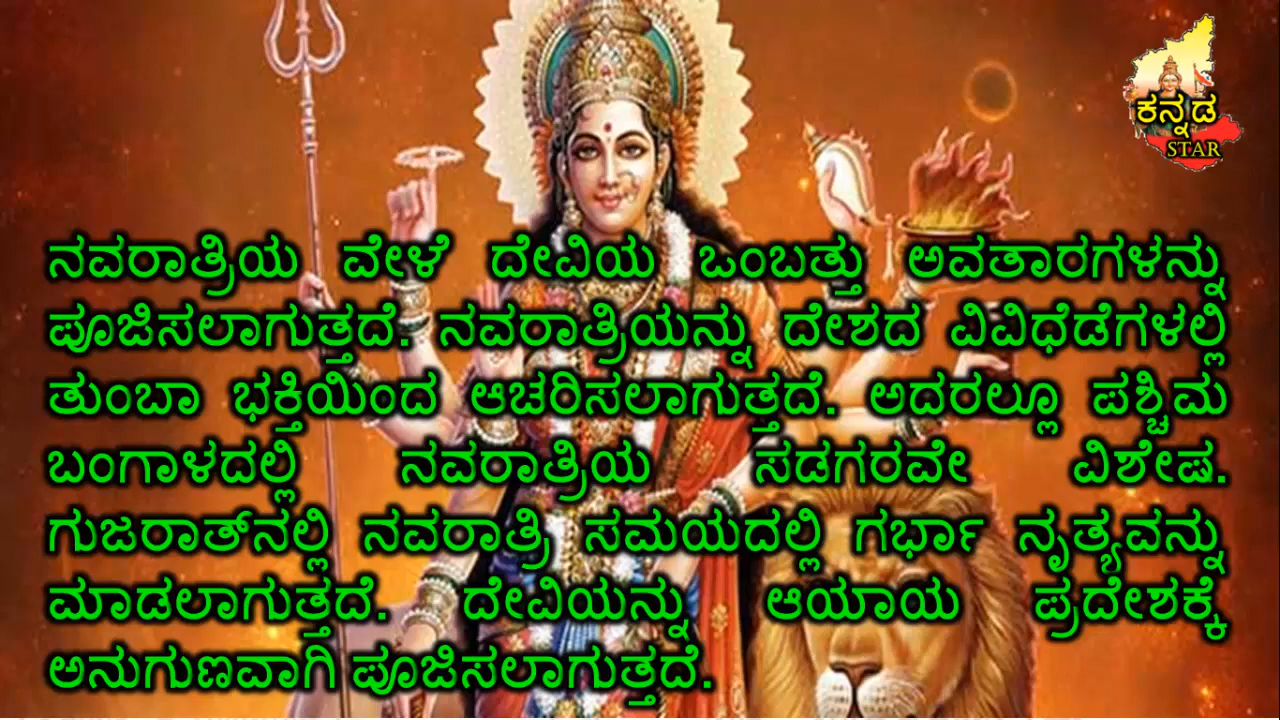 ಕನ್ನಡ
STAR
ನವರಾತ್ರಿಯ ವೇಳೆ ದೇವಿಯ ಒಂಬತ್ತು ಅವತಾರಗಳನ್ನು
ಪೂಜಿಸಲಾಗುತ್ತದೆ. ನವರಾತ್ರಿಯನ್ನು ದೇಶದ ವಿವಿಧೆಡೆಗಳಲ್ಲಿ
ತುಂಬಾ ಭಕ್ತಿಯಿಂದ ಆಚರಿಸಲಾಗುತ್ತದೆ. ಅದರಲ್ಲೂ ಪಶ್ಚಿಮ
ಬಂಗಾಳದಲ್ಲಿ ನವರಾತ್ರಿಯ ಸಡಗರವೇ ವಿಶೇಷ.
ಗುಜರಾತ್‌ನಲ್ಲಿ ನವರಾತ್ರಿ ಸಮಯದಲ್ಲಿ ಗರ್ಭಾ ನೃತ್ಯವನ್ನು
ಮಾಡಲಾಗುತ್ತದೆ. ದೇವಿಯನ್ನು ಆಯಾಯ ಪ್ರದೇಶಕ್ಕೆ
ಅನುಗುಣವಾಗಿ ಪೂಜಿಸಲಾಗುತ್ತದೆ.